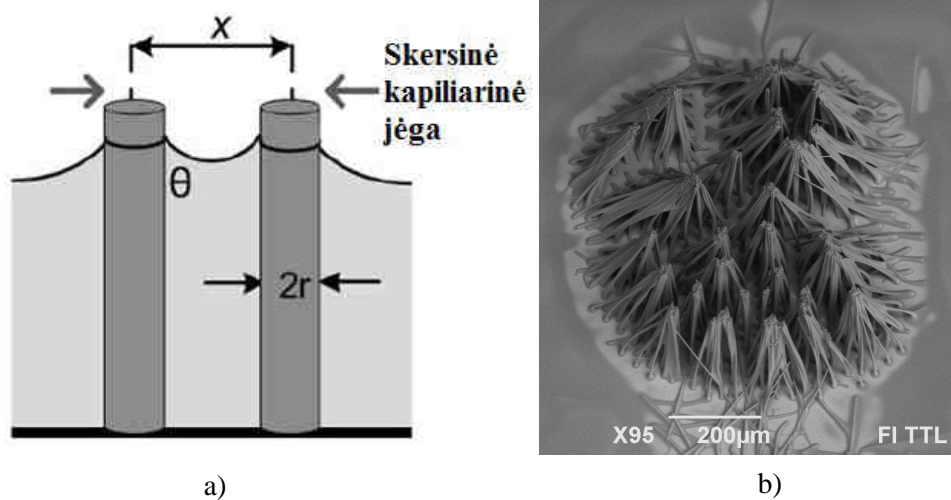 x
Skersinė
kapiliarinė
jėga
θ
2r
X95 200µm FI TTL
a) b)